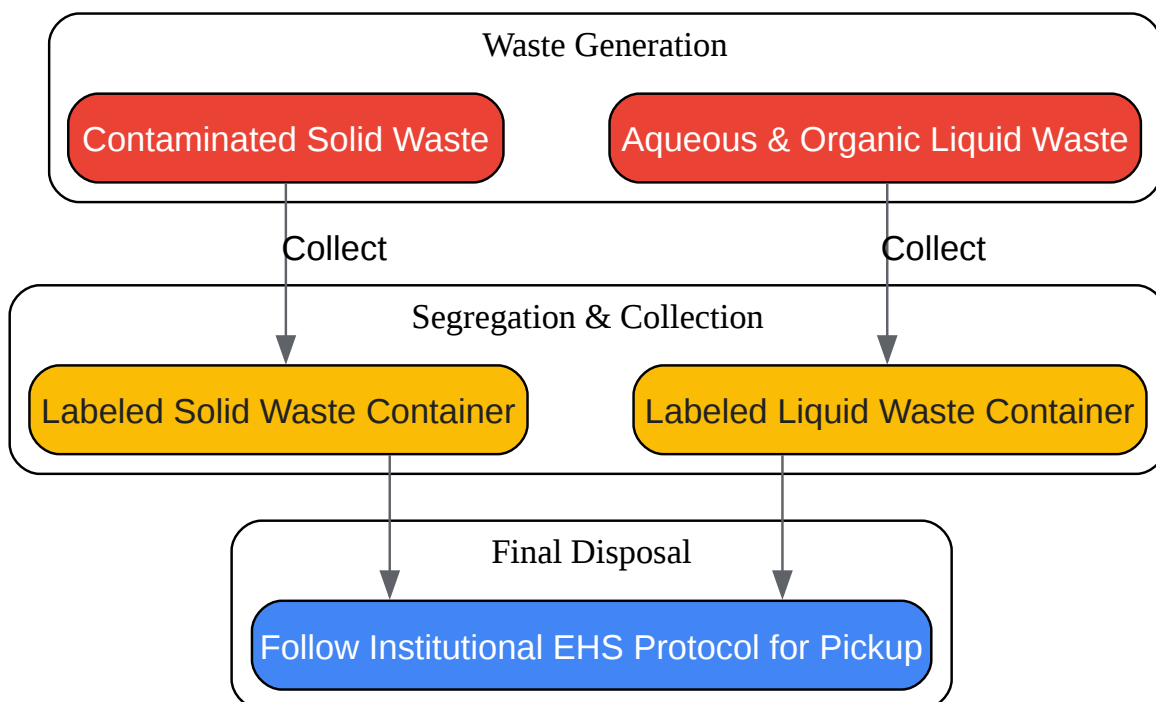 Waste Generation
Contaminated Solid Waste
Aqueous & Organic Liquid Waste
Collect
Collect
Segregation & Collection
Labeled Solid Waste Container
Labeled Liquid Waste Container
Final Disposal
Follow Institutional EHS Protocol for Pickup